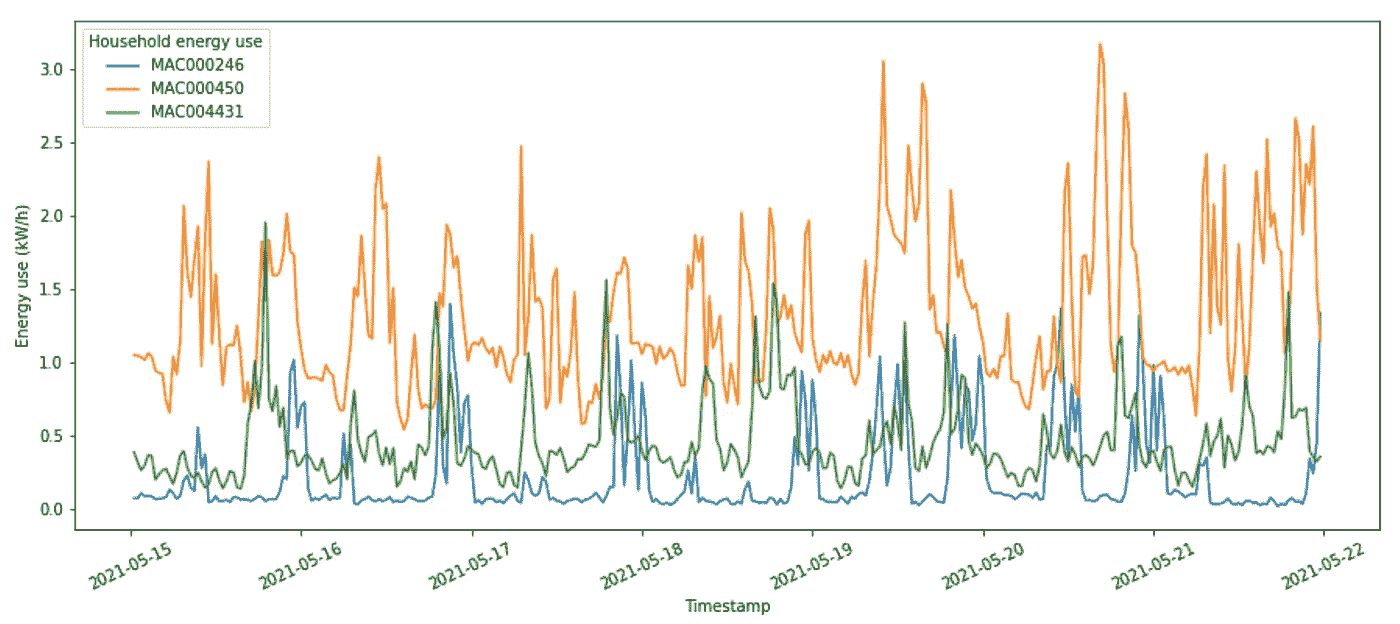 Household energy use
MAC000246
MAC000450
MAC004431
3.0
2.5
2.0
1.5
1.0
0.5
0.0
Energy use (kW/h)
2021-05-15
2021-05-16
2021-05-17
2021-05-18
2021-05-19
2021-05-20
2021-05-21
2021-05-22
Timestamp